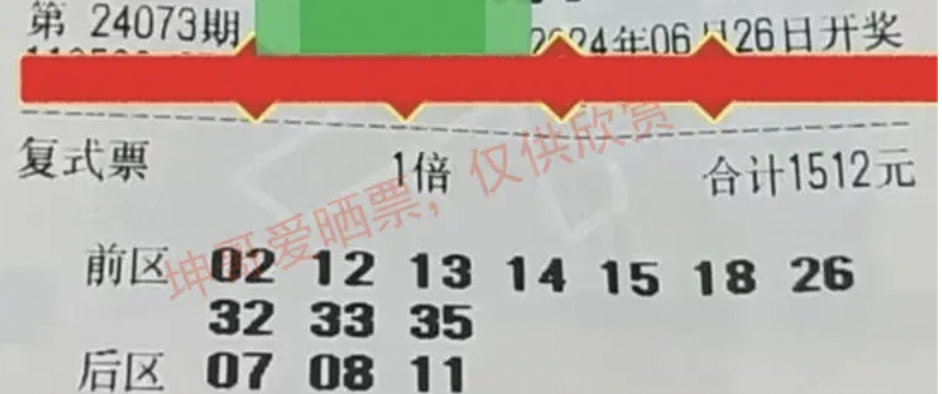 第 24073期
2024年06月26日开奖
复式票 1倍 合计1512元
坤哥爱晒票，仅供欣赏
前区 02 12 13 14 15 18 26
32 33 35
后区 07 08 11